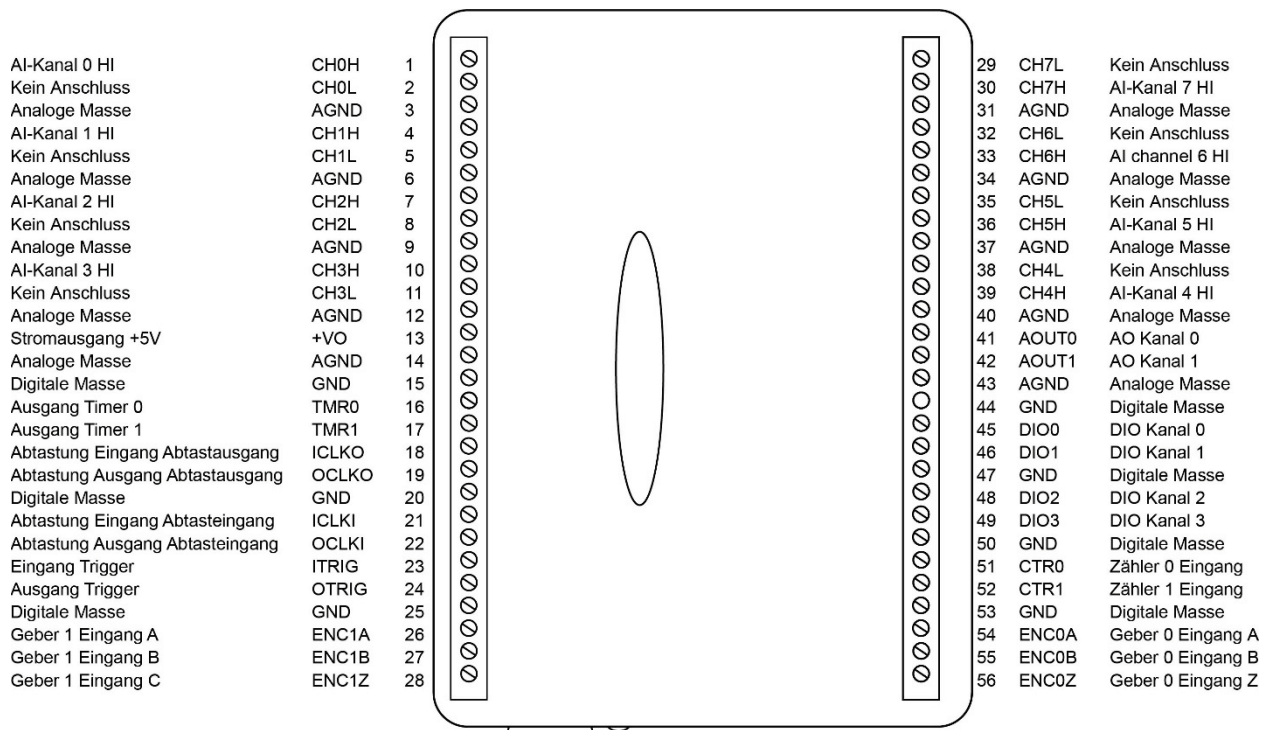 AI-Kanal 0 HI CH0H 1
Kein Anschluss CH0L 2
Analoge Masse AGND 3
AI-Kanal 1 HI CH1H 4
Kein Anschluss CH1L 5
Analoge Masse AGND 6
AI-Kanal 2 HI CH2H 7
Kein Anschluss CH2L 8
Analoge Masse AGND 9
AI-Kanal 3 HI CH3H 10
Kein Anschluss CH3L 11
Analoge Masse AGND 12
Stromausgang +5V +VO 13
Analoge Masse AGND 14
Digitale Masse GND 15
Ausgang Timer 0 TMR0 16
Ausgang Timer 1 TMR1 17
Abtastung Eingang Abtastausgang ICLKO 18
Abtastung Ausgang Abtastausgang OCLKO 19
Digitale Masse GND 20
Abtastung Eingang Abtasteingang ICLKI 21
Abtastung Ausgang Abtasteingang OCLKI 22
Eingang Trigger ITRIG 23
Ausgang Trigger OTRIG 24
Digitale Masse GND 25
Geber 1 Eingang A ENC1A 26
Geber 1 Eingang B ENC1B 27
Geber 1 Eingang C ENC1Z 28
29 CH7L Kein Anschluss
30 CH7H AI-Kanal 7 HI
31 AGND Analoge Masse
32 CH6L Kein Anschluss
33 CH6H AI channel 6 HI
34 AGND Analoge Masse
35 CH5L Kein Anschluss
36 CH5H AI-Kanal 5 HI
37 AGND Analoge Masse
38 CH4L Kein Anschluss
39 CH4H AI-Kanal 4 HI
40 AGND Analoge Masse
41 AOUT0 AO Kanal 0
42 AOUT1 AO Kanal 1
43 AGND Analoge Masse
44 GND Digitale Masse
45 DIO0 DIO Kanal 0
46 DIO1 DIO Kanal 1
47 GND Digitale Masse
48 DIO2 DIO Kanal 2
49 DIO3 DIO Kanal 3
50 GND Digitale Masse
51 CTR0 Zähler 0 Eingang
52 CTR1 Zähler 1 Eingang
53 GND Digitale Masse
54 ENC0A Geber 0 Eingang A
55 ENC0B Geber 0 Eingang B
56 ENC0Z Geber 0 Eingang Z